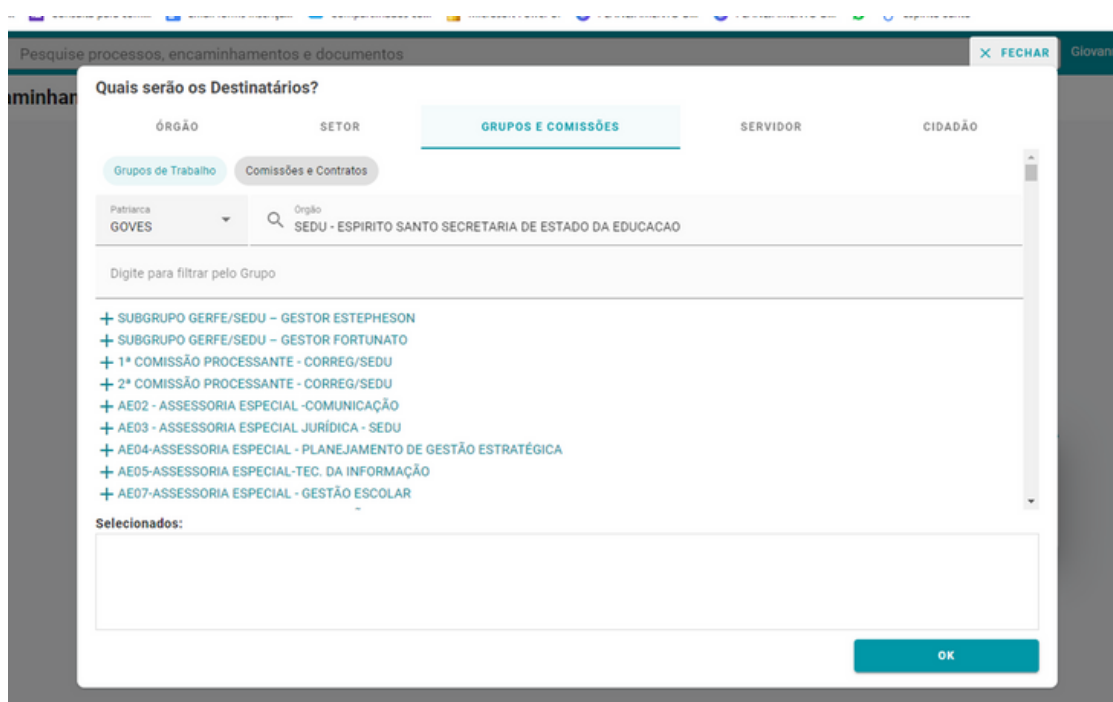 Pesquise processos, encaminhamentos e documentos
FECHAR
Giovan
aminhan
Quais serão os Destinatários?
ÓRGÃO SETOR GRUPOS E COMISSÕES SERVIDOR CIDADÃO
Grupos de Trabalho Comissões e Contratos
Patriarca
GOVES
Órgão
SEDU - ESPIRITO SANTO SECRETARIA DE ESTADO DA EDUCACAO
Digite para filtrar pelo Grupo
+ SUBGRUPO GERFE/SEDU – GESTOR ESTEPHESON
+ SUBGRUPO GERFE/SEDU – GESTOR FORTUNATO
+ 1ª COMISSÃO PROCESSANTE - CORREG/SEDU
+ 2ª COMISSÃO PROCESSANTE - CORREG/SEDU
+ AE02 - ASSESSORIA ESPECIAL -COMUNICAÇÃO
+ AE03 - ASSESSORIA ESPECIAL JURÍDICA - SEDU
+ AE04-ASSESSORIA ESPECIAL - PLANEJAMENTO DE GESTÃO ESTRATÉGICA
+ AE05-ASSESSORIA ESPECIAL-TEC. DA INFORMAÇÃO
+ AE07-ASSESSORIA ESPECIAL - GESTÃO ESCOLAR
Selecionados:
OK